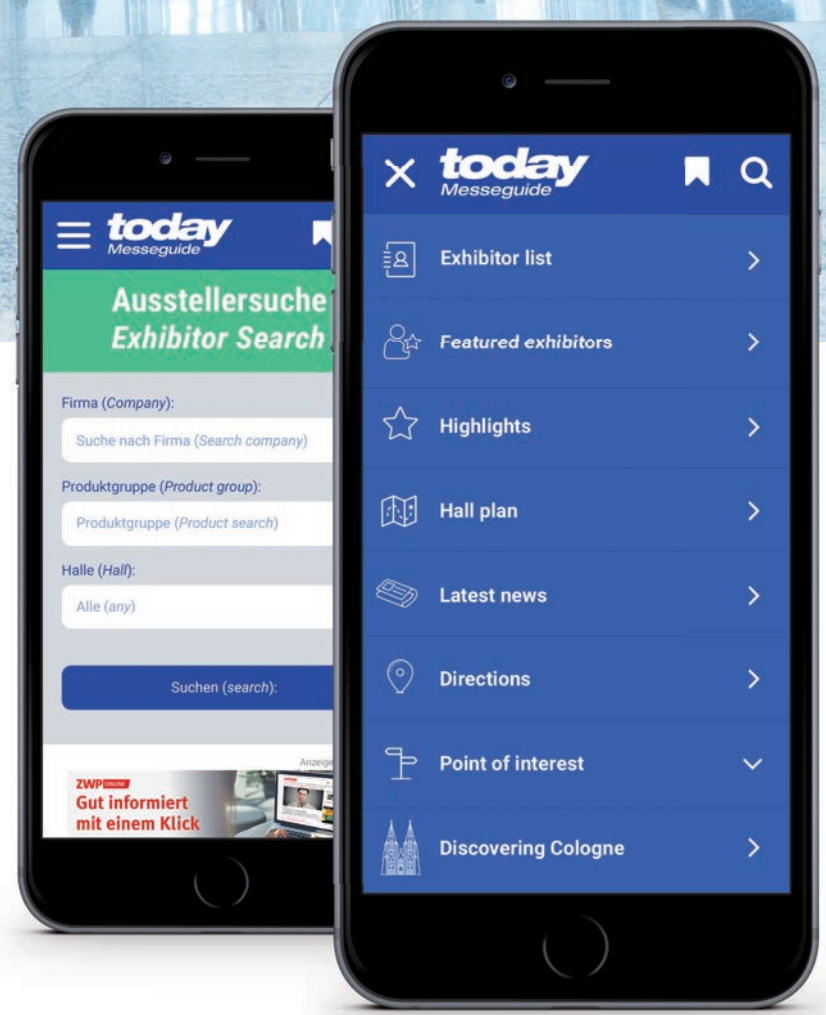 today
Messeguide
Ausstellersuche
Exhibitor Search
Firma (Company):
Suche nach Firma (Search company)
Produktgruppe (Product group):
Produktgruppe (Product search)
Halle (Hall):
Alle (any)
Suchen (search):
Anzeige
ZWP ONLINE
Gut informiert
mit einem Klick
today
Messeguide
Exhibitor list
Featured exhibitors
Highlights
Hall plan
Latest news
Directions
Point of interest
Discovering Cologne